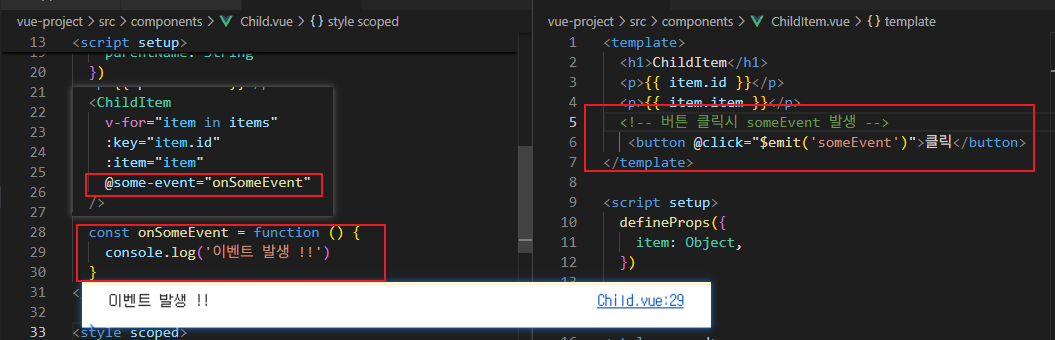 vue-project > src > components > Child.vue > {} style scoped
13 <script setup>
19 parentName: String
20 })
21
22 <ChildItem
23 v-for="item in items"
24 :key="item.id"
25 :item="item"
26 @some-event="onSomeEvent"
27 />
28 const onSomeEvent = function () {
29 console.log('이벤트 발생 !!')
30 }
31 <
32
33 <style scoped>
이벤트 발생 !! Child.vue:29
vue-project > src > components > ChildItem.vue > {} template
1 <template>
2 <h1>ChildItem</h1>
3 <p>{{ item.id }}</p>
4 <p>{{ item.item }}</p>
5 <!-- 버튼 클릭시 someEvent 발생 -->
6 <button @click="$emit('someEvent')">클릭</button>
7 </template>
8
9 <script setup>
10 defineProps({
11 item: Object,
12 })